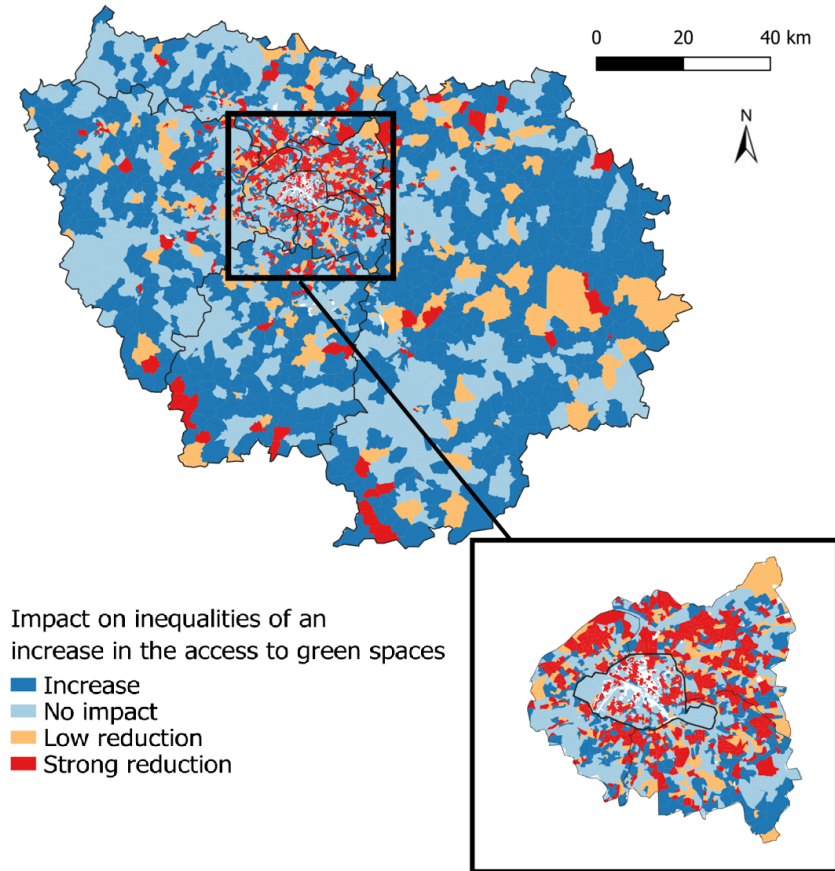 0 20 40 km
N
Impact on inequalities of an
increase in the access to green spaces
Increase
No impact
Low reduction
Strong reduction